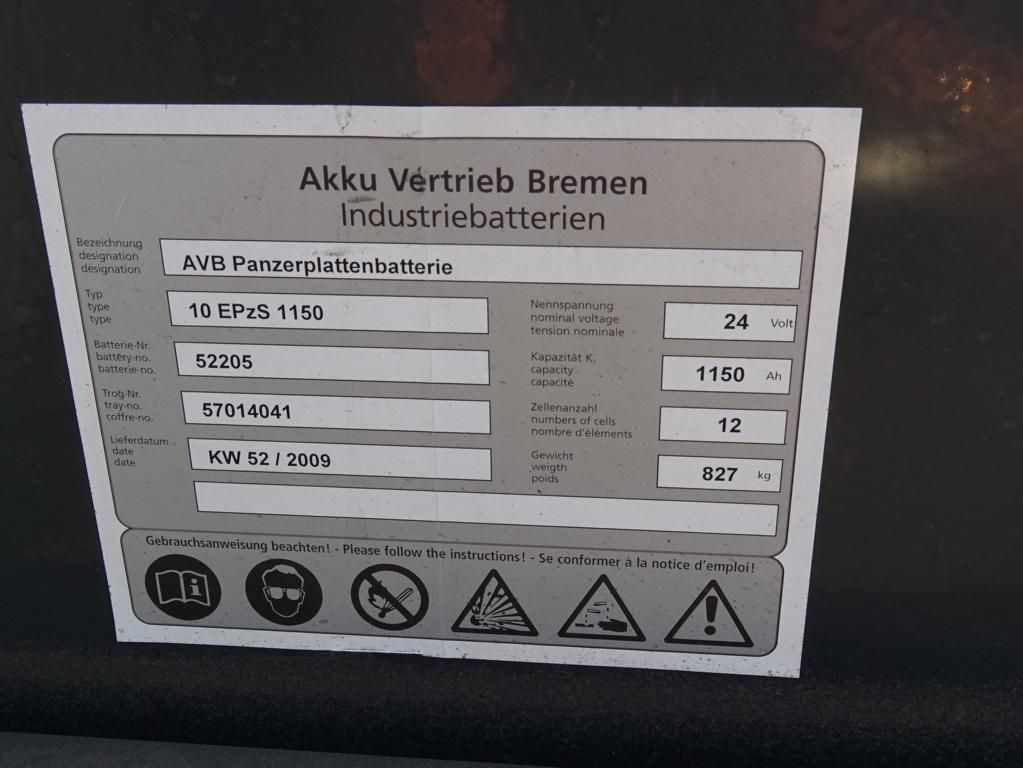 Akku Vertrieb Bremen
Industriebatterien
Bezeichnung
designation
désignation
AVB Panzerplattenbatterie
Typ
type
type
10 EPzS 1150
Nennspannung
nominal voltage
tension nominale
24 Volt
Batterie-Nr.
battery-no.
batterie-no.
52205
Kapazität K
capacity
capacité
1150 Ah
Trog-Nr.
tray-no.
coffre-no.
57014041
Zellenanzahl
numbers of cells
nombre d'éléments
12
Lieferdatum
date
date
KW 52 / 2009
Gewicht
weigth
poids
827 kg
Gebrauchsanweisung beachten! - Please follow the instructions! - Se conformer à la notice d'emploi!